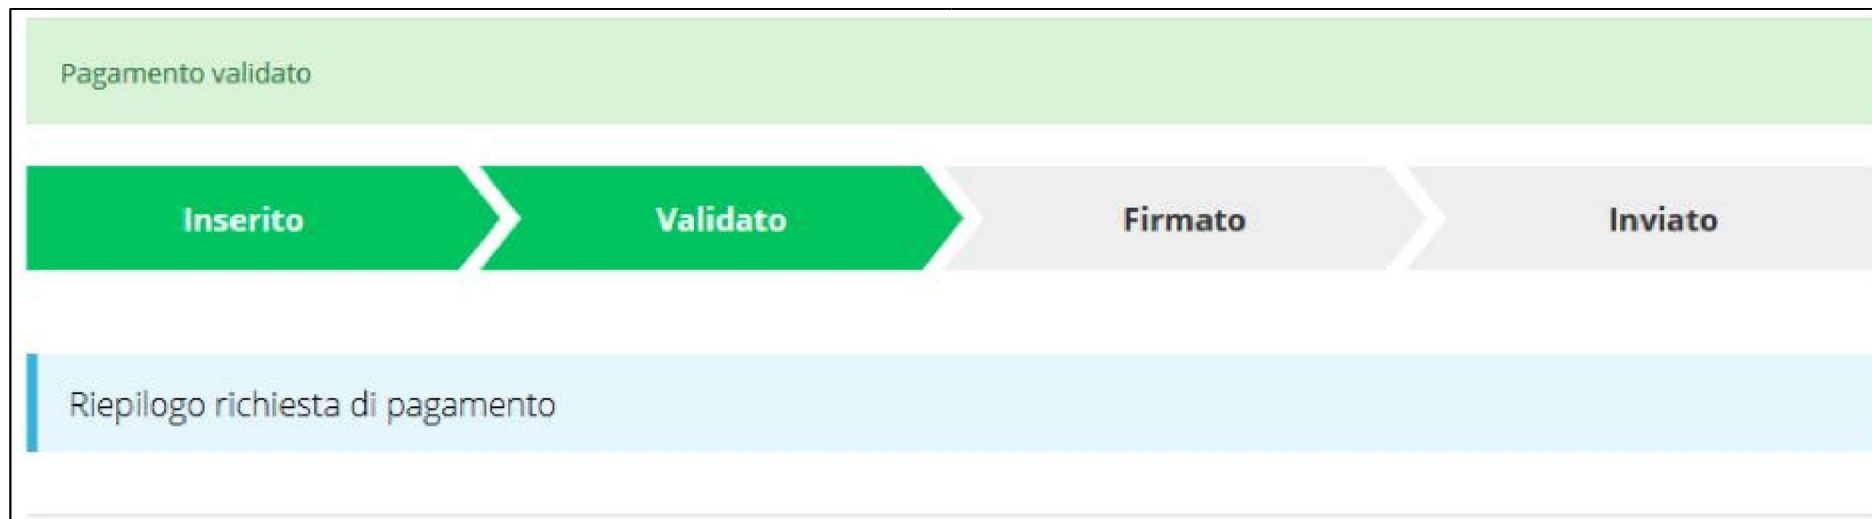 Pagamento validato
Inserito Validato Firmato Inviato
Riepilogo richiesta di pagamento